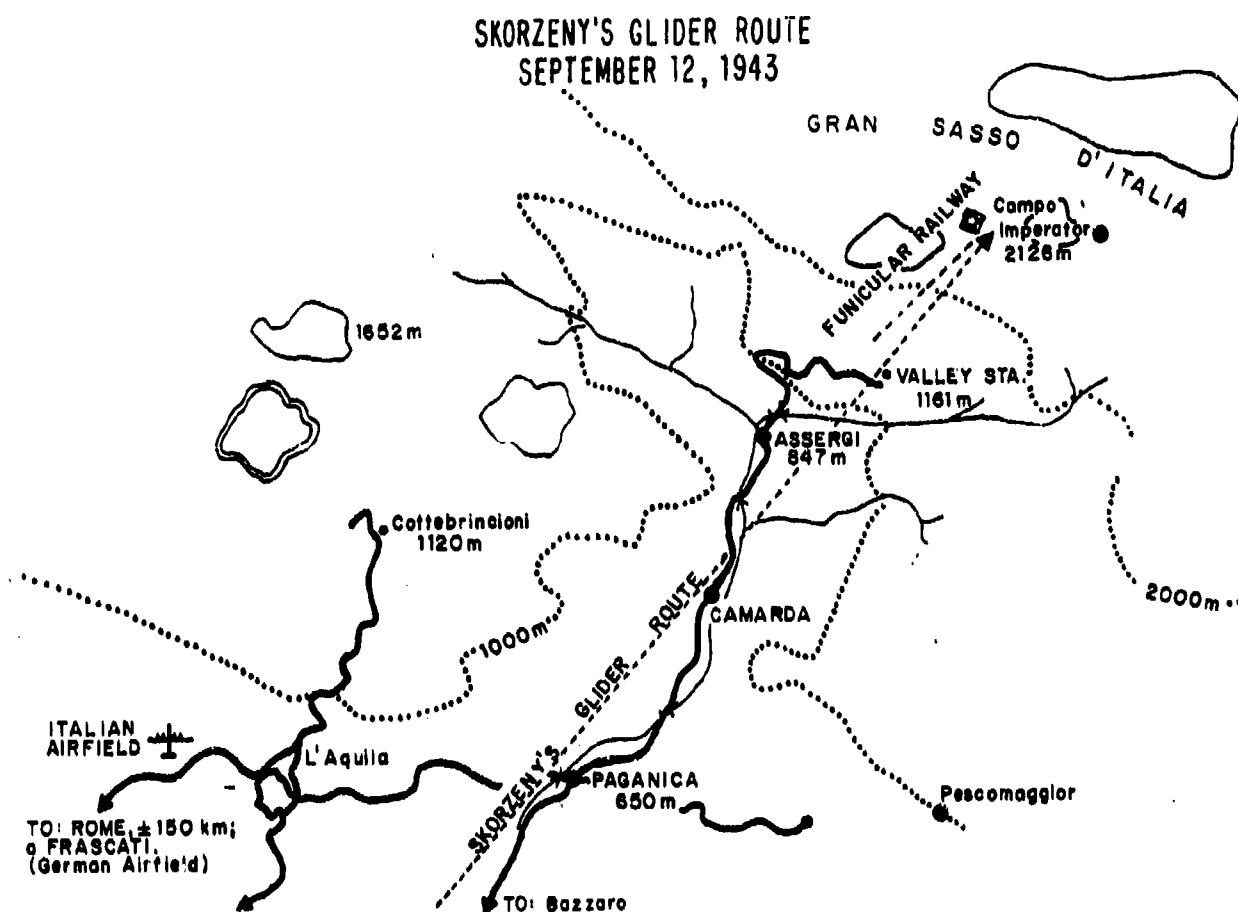 SKORZENY'S GLIDER ROUTE
SEPTEMBER 12, 1943
GRAN SASSO
D'ITALIA
FUNICULAR RAILWAY
Campo
Imperator
2126m
1652m
VALLEY STA.
1161m
ASSERGI
847m
Cottebrincioni
1120m
2000m
CAMARDA
1000m
SKORZENY'S GLIDER ROUTE
ITALIAN
AIRFIELD
L'Aquila
PAGANICA
650m
Pescomaggior
TO: ROME, ±150 km;
a FRASCATI.
(German Airfield)
TO: Bazzaro